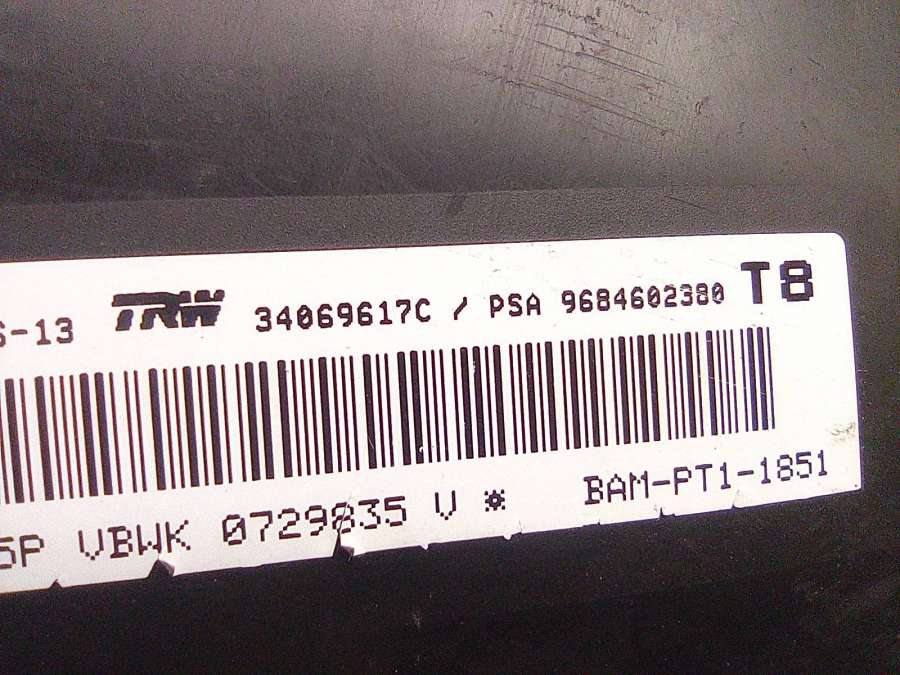 -13 TRW 34069617C / PSA 9684602380 T8
5P VBWK 0729835 V * BAM-PT1-1851